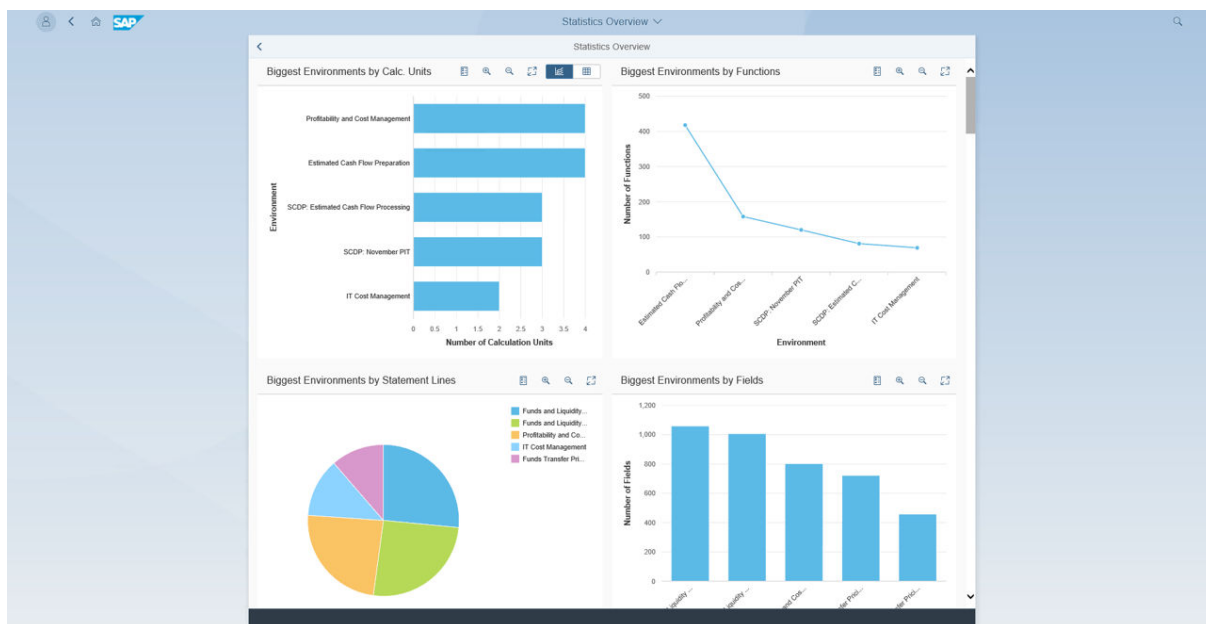 SAP
Statistics Overview
Statistics Overview
Biggest Environments by Calc. Units
Environment
Profitability and Cost Management
Estimated Cash Flow Preparation
SCDP: Estimated Cash Flow Processing
SCDP: November PIT
IT Cost Management
0 0.5 1 1.5 2 2.5 3 3.5 4
Number of Calculation Units
Biggest Environments by Functions
Number of Functions
500
400
300
200
100
0
Estimated Cash Flo...
Profitability and Cos...
SCDP: November PIT
SCDP: Estimated C...
IT Cost Management
Environment
Biggest Environments by Statement Lines
Funds and Liquidity...
Funds and Liquidity...
Profitability and Co...
IT Cost Management
Funds Transfer Pri...
Biggest Environments by Fields
Number of Fields
1,200
1,000
800
600
400
200
0
Liquidity ...
and Cos...